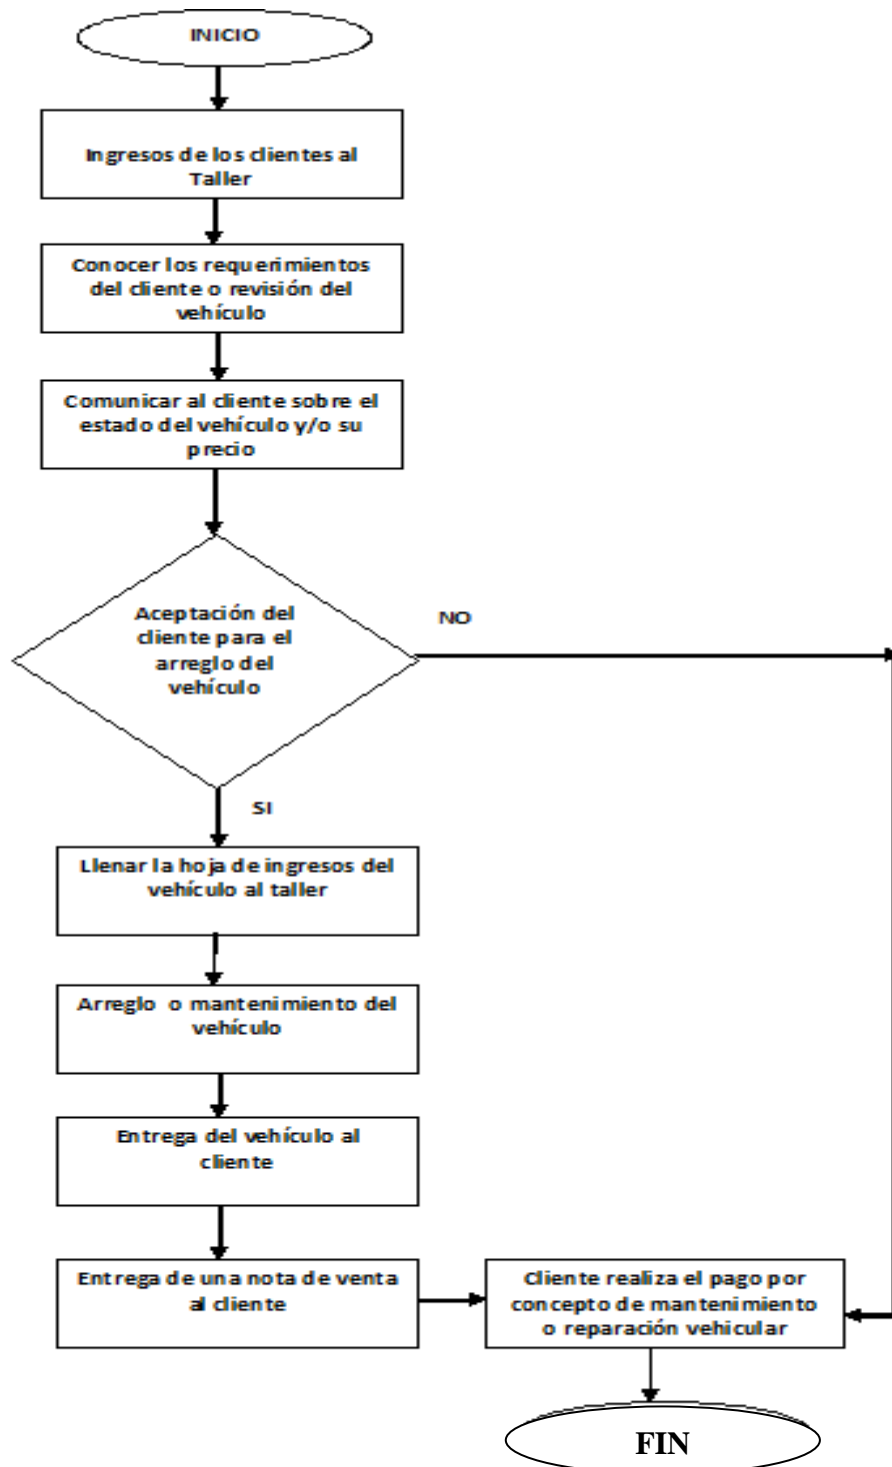 INICIO
Ingresos de los clientes al
Taller
Conocer los requerimientos
del cliente o revisión del
vehículo
Comunicar al cliente sobre el
estado del vehículo y/o su
precio
Aceptación del
cliente para el
arreglo del
vehículo
NO
SI
Llenar la hoja de ingresos del
vehículo al taller
Arreglo o mantenimiento del
vehículo
Entrega del vehículo al
cliente
Entrega de una nota de venta
al cliente
Cliente realiza el pago por
concepto de mantenimiento
o reparación vehicular
FIN